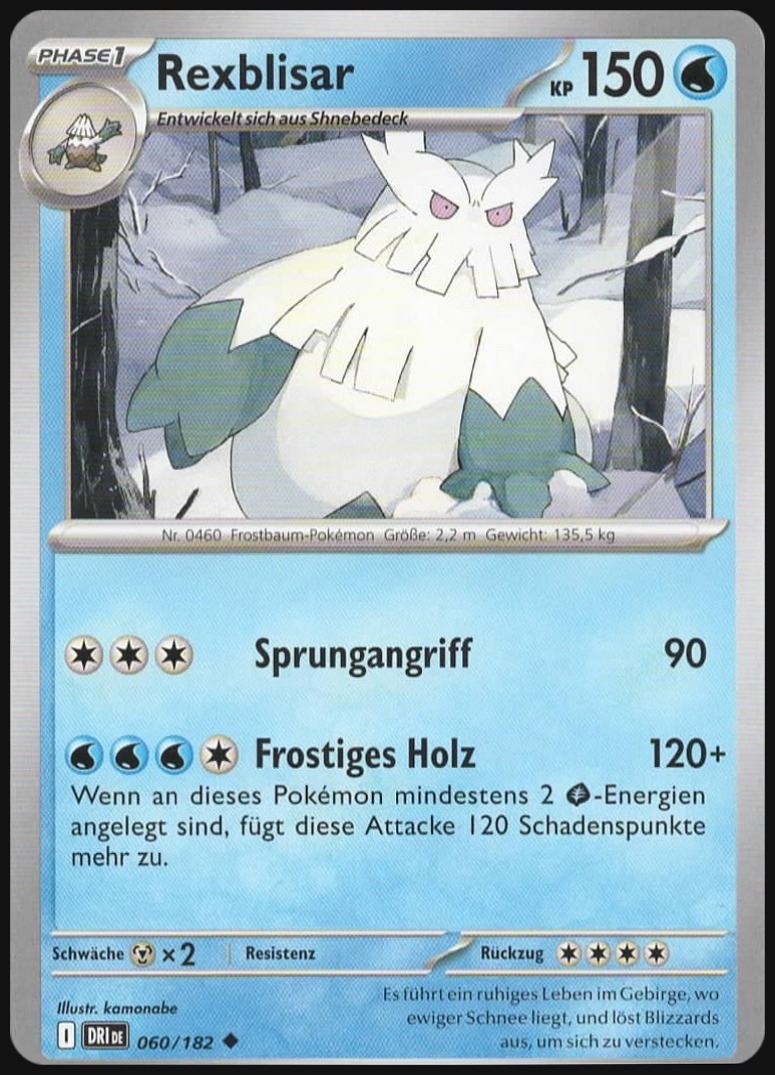 PHASE 1
Rexblisar
KP 150
Entwickelt sich aus Shnebedeck
Nr. 0460 Frostbaum-Pokémon Größe: 2,2 m Gewicht: 135,5 kg
Sprungangriff 90
Frostiges Holz 120+
Wenn an dieses Pokémon mindestens 2 -Energien
angelegt sind, fügt diese Attacke 120 Schadenspunkte
mehr zu.
Schwäche ×2 Resistenz Rückzug
Illustr. kamonabe
Es führt ein ruhiges Leben im Gebirge, wo
ewiger Schnee liegt, und löst Blizzards
aus, um sich zu verstecken.
I DRI DE 060/182